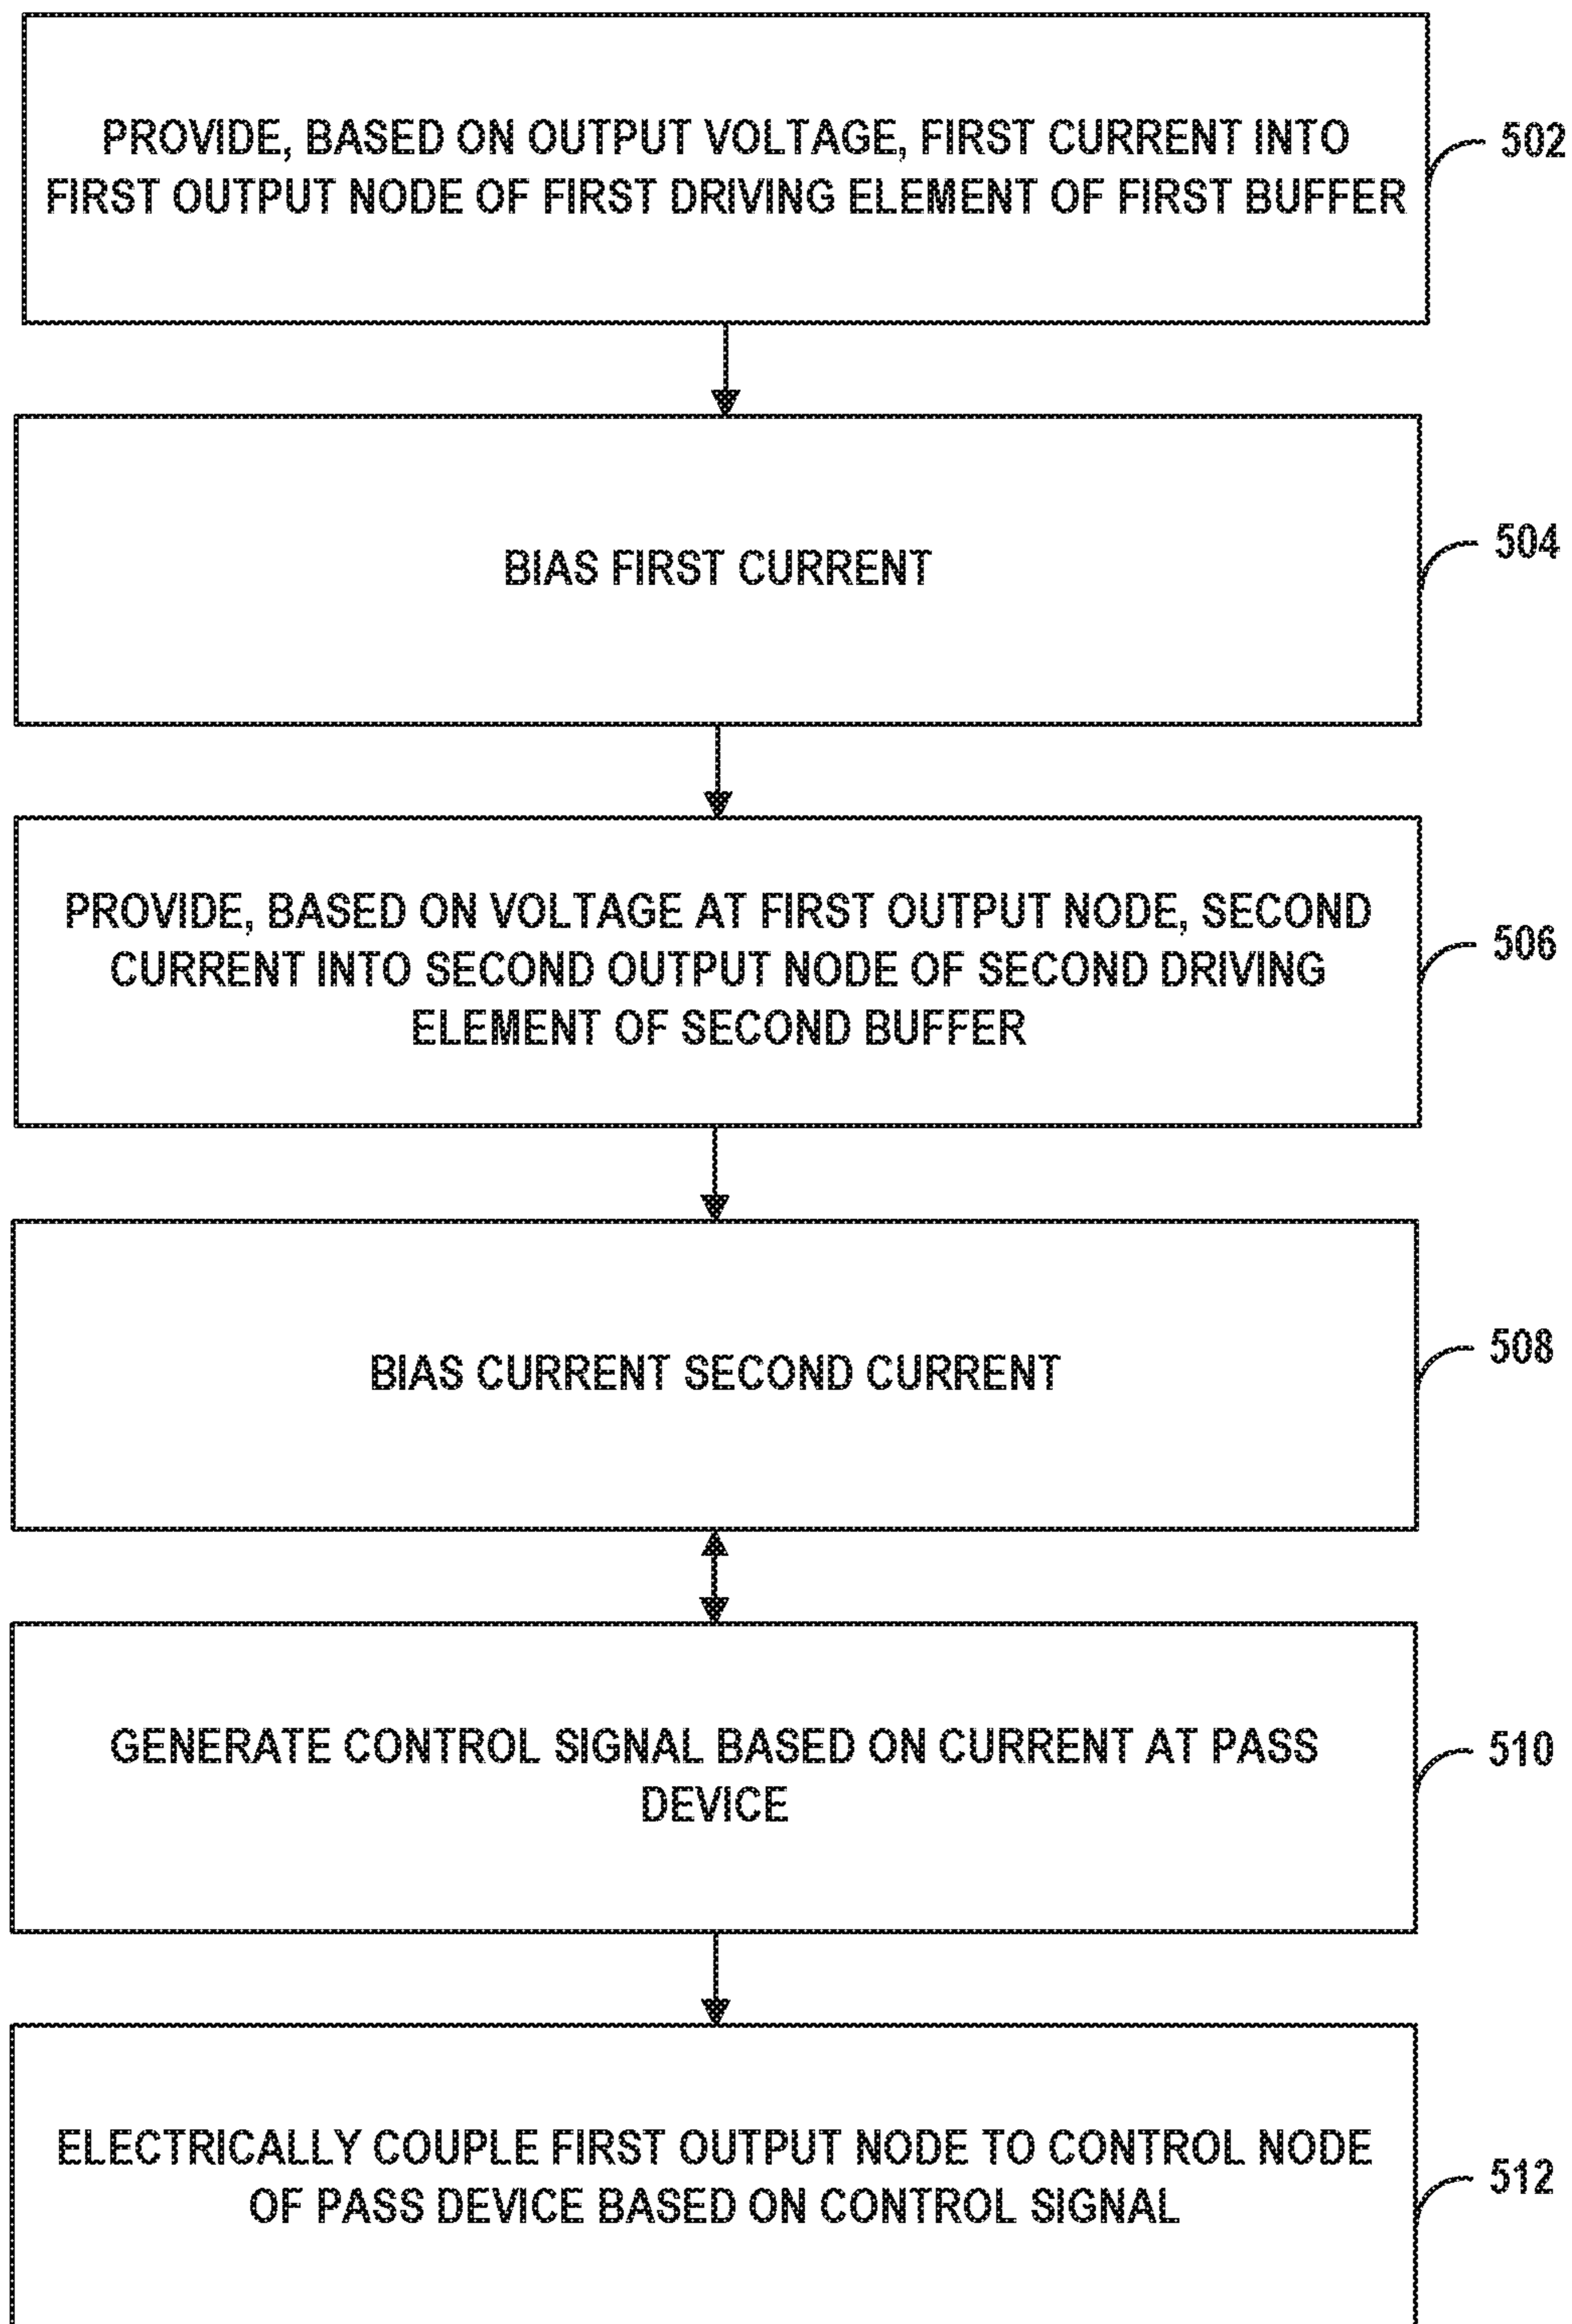 PROVIDE, BASED ON OUTPUT VOLTAGE, FIRST CURRENT INTO
FIRST OUTPUT NODE OF FIRST DRIVING ELEMENT OF FIRST BUFFER
502
BIAS FIRST CURRENT
504
PROVIDE, BASED ON VOLTAGE AT FIRST OUTPUT NODE, SECOND
CURRENT INTO SECOND OUTPUT NODE OF SECOND DRIVING
ELEMENT OF SECOND BUFFER
506
BIAS CURRENT SECOND CURRENT
508
GENERATE CONTROL SIGNAL BASED ON CURRENT AT PASS
DEVICE
510
ELECTRICALLY COUPLE FIRST OUTPUT NODE TO CONTROL NODE
OF PASS DEVICE BASED ON CONTROL SIGNAL
512